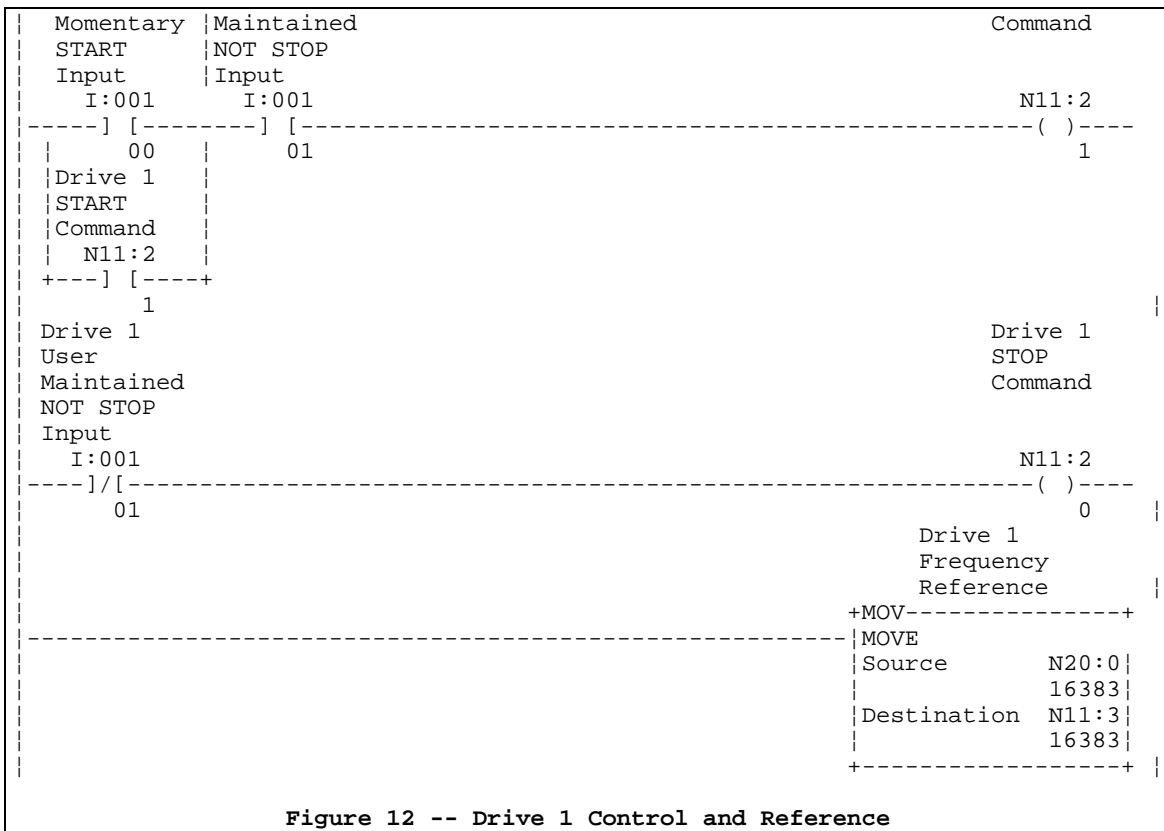 Momentary Maintained Command
START NOT STOP
Input Input
I:001 I:001 N11:2
-----] [--------] [---------------------------------------------------( )----
00 01 1
Drive 1
START
Command
N11:2
+---] [----+
1
Drive 1 Drive 1
User STOP
Maintained Command
NOT STOP
Input
I:001 N11:2
----]/[---------------------------------------------------------------( )----
01 0
Drive 1
Frequency
Reference
+MOV---------------+
MOVE
Source N20:0
16383
Destination N11:3
16383
+------------------+
Figure 12 -- Drive 1 Control and Reference